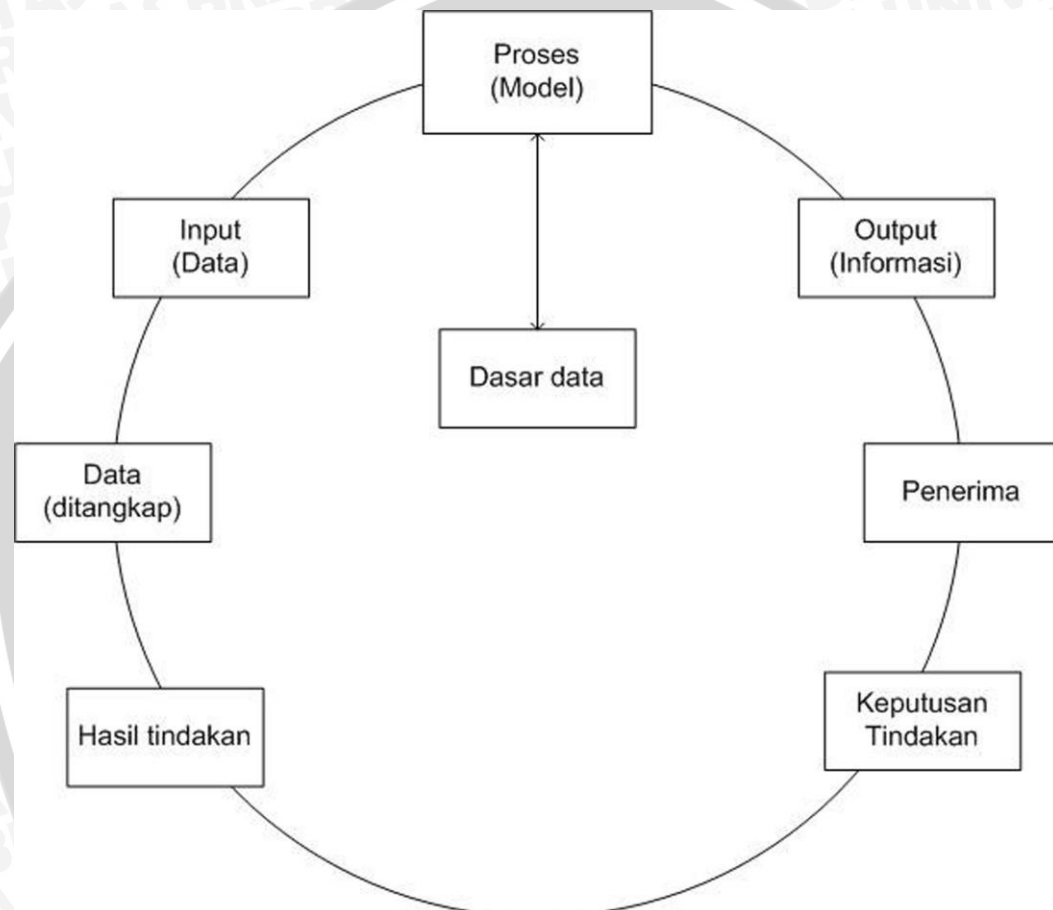 Proses
(Model)
Input
(Data)
Output
(Informasi)
Dasar data
Data
(ditangkap)
Penerima
Hasil tindakan
Keputusan
Tindakan